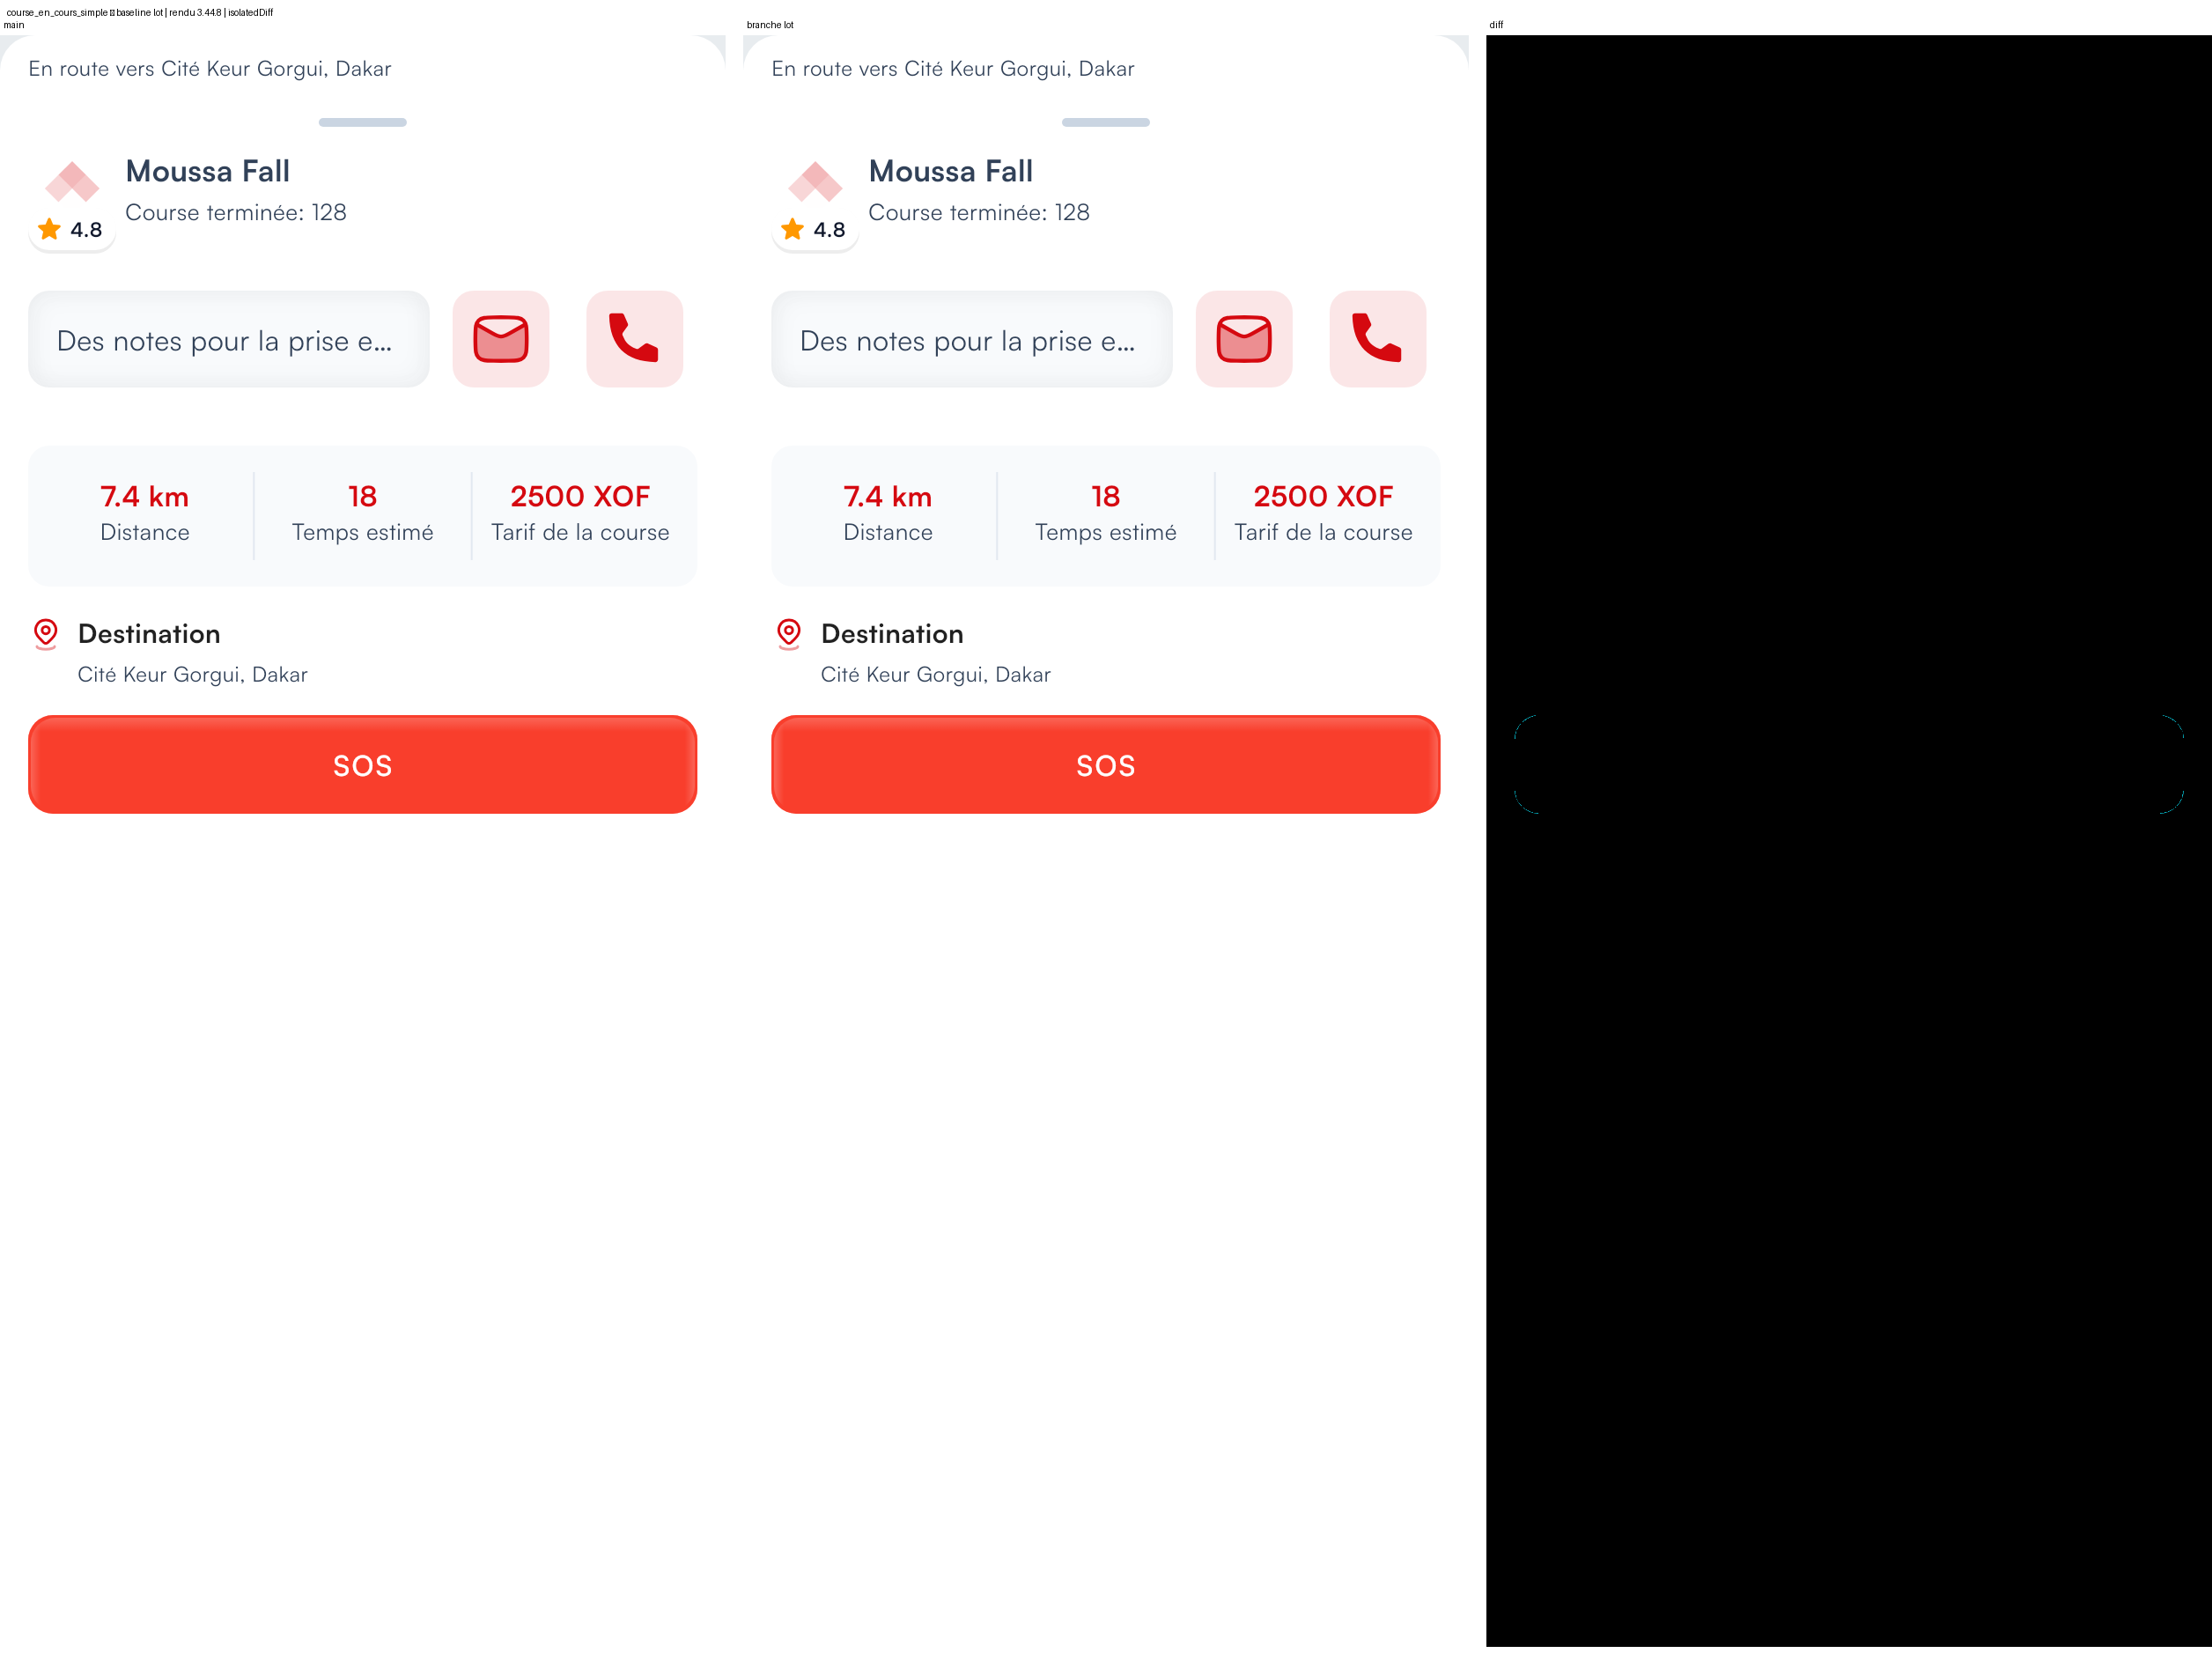 course_en_cours_simple baseline lot | rendu 3.44.8 | isolatedDiff
main
En route vers Cité Keur Gorgui, Dakar
Moussa Fall
Course terminée: 128
4.8
Des notes pour la prise e...
7.4 km
18
2500 XOF
Distance
Temps estimé
Tarif de la course
Destination
Cité Keur Gorgui, Dakar
SOS
branche lot
En route vers Cité Keur Gorgui, Dakar
Moussa Fall
Course terminée: 128
4.8
Des notes pour la prise e...
7.4 km
18
2500 XOF
Distance
Temps estimé
Tarif de la course
Destination
Cité Keur Gorgui, Dakar
SOS
diff